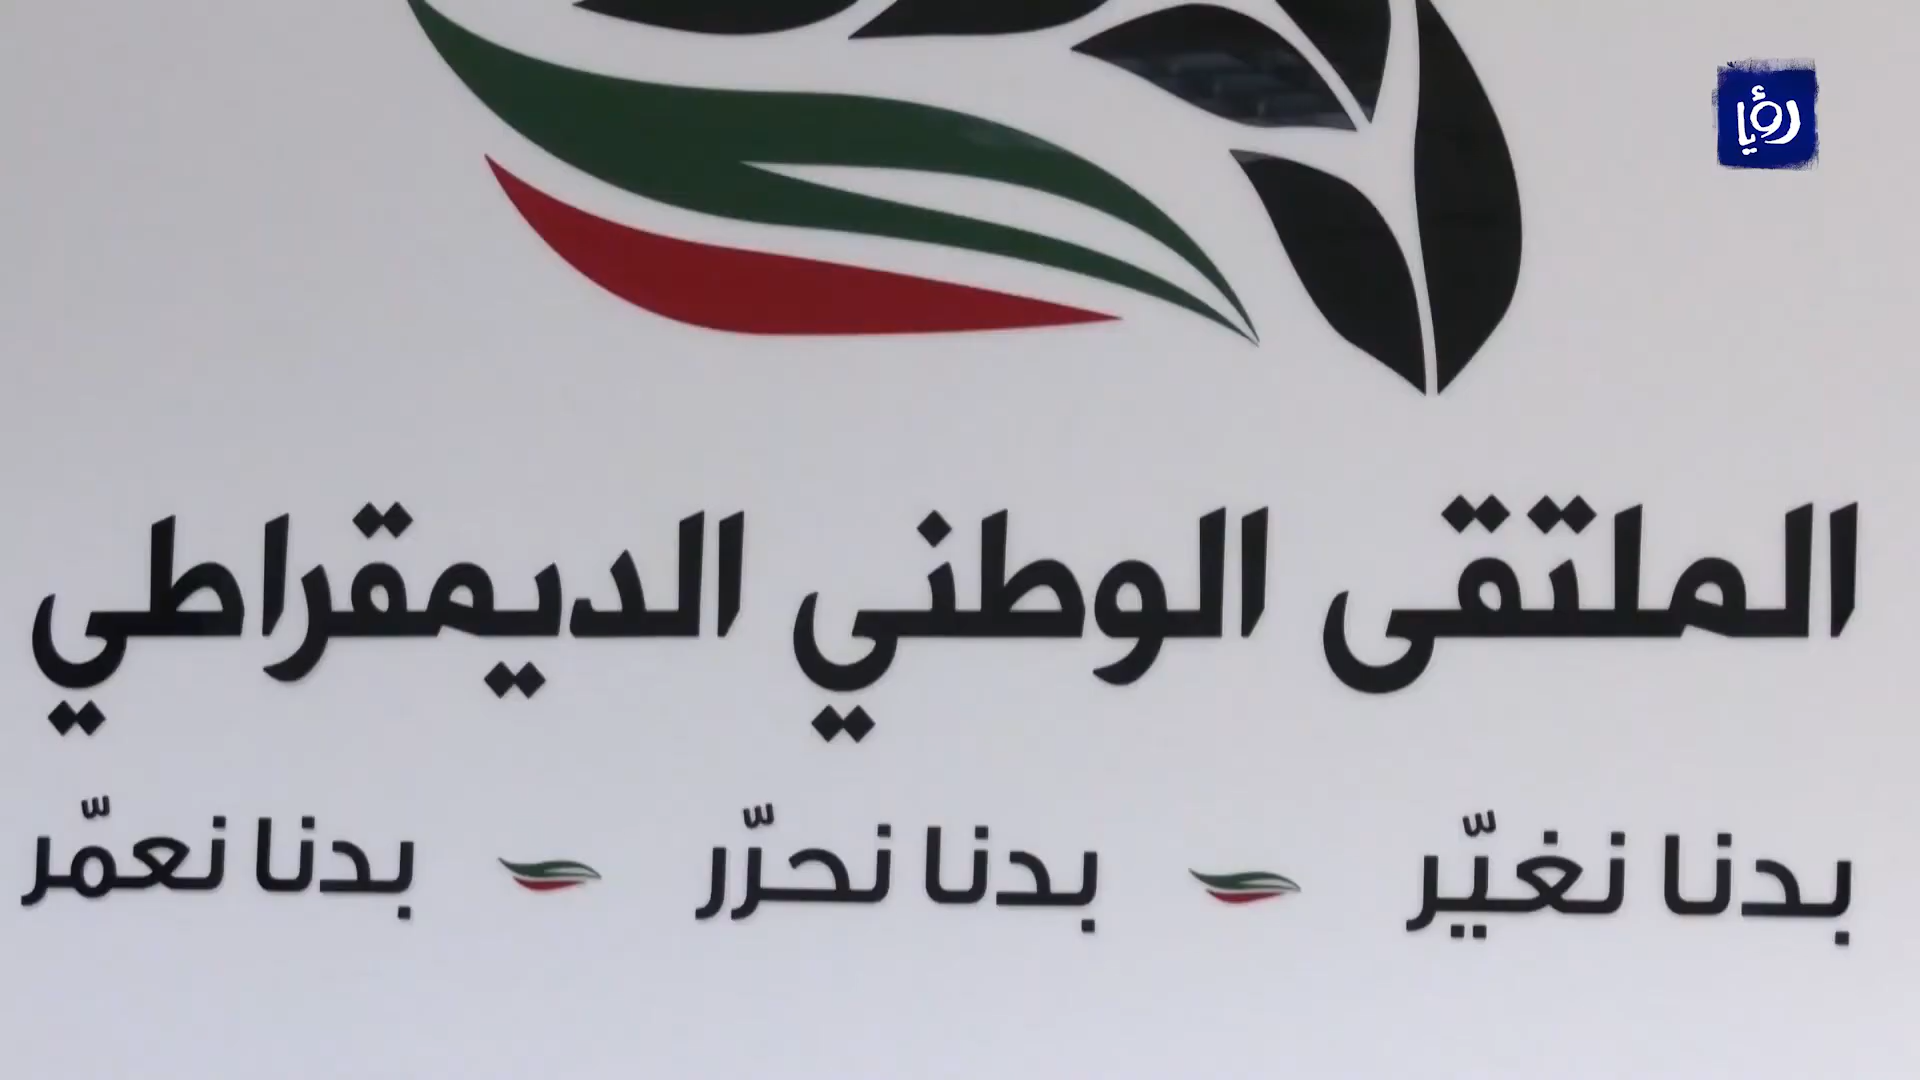 رؤيا
الملتقى الوطني الديمقراطي
بدنا نغيّر - بدنا نحرّر - بدنا نعمّر